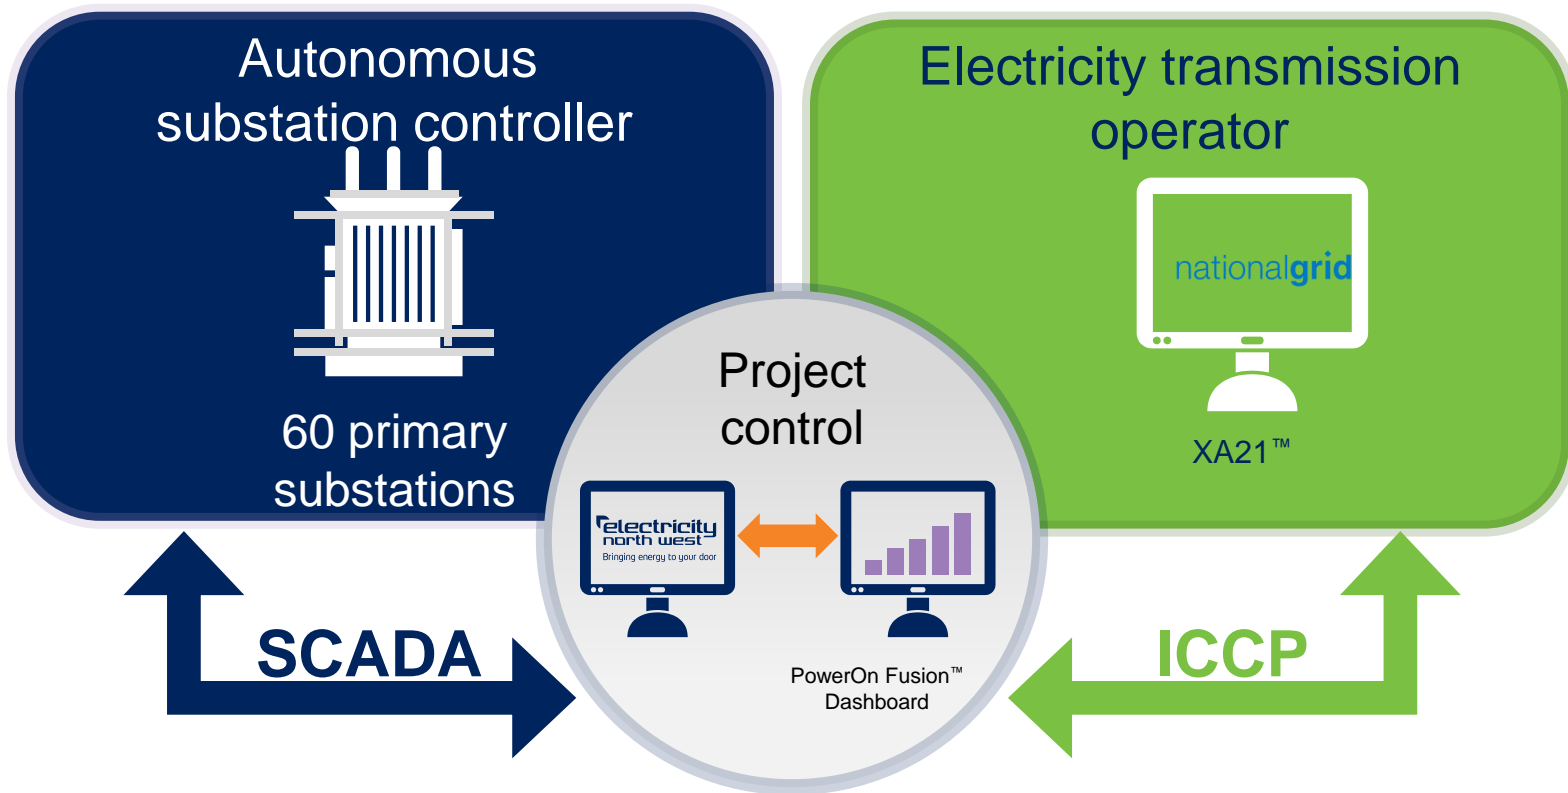 Autonomous
substation controller
60 primary
substations
Electricity transmission
operator
nationalgrid
XA21™
Project
control
electricity
north west
Bringing energy to your door
PowerOn Fusion™
Dashboard
SCADA
ICCP